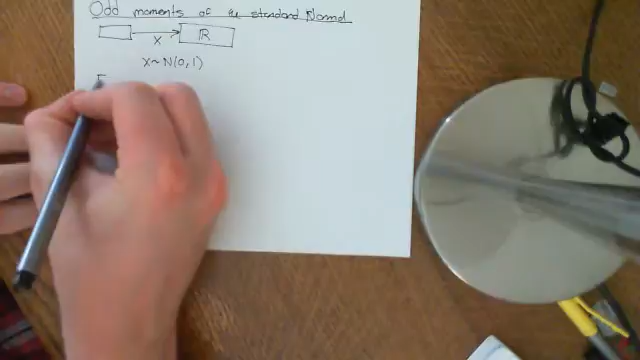 Odd moments of the standard Normal
X
ℝ
X ~ N(0,1)
E